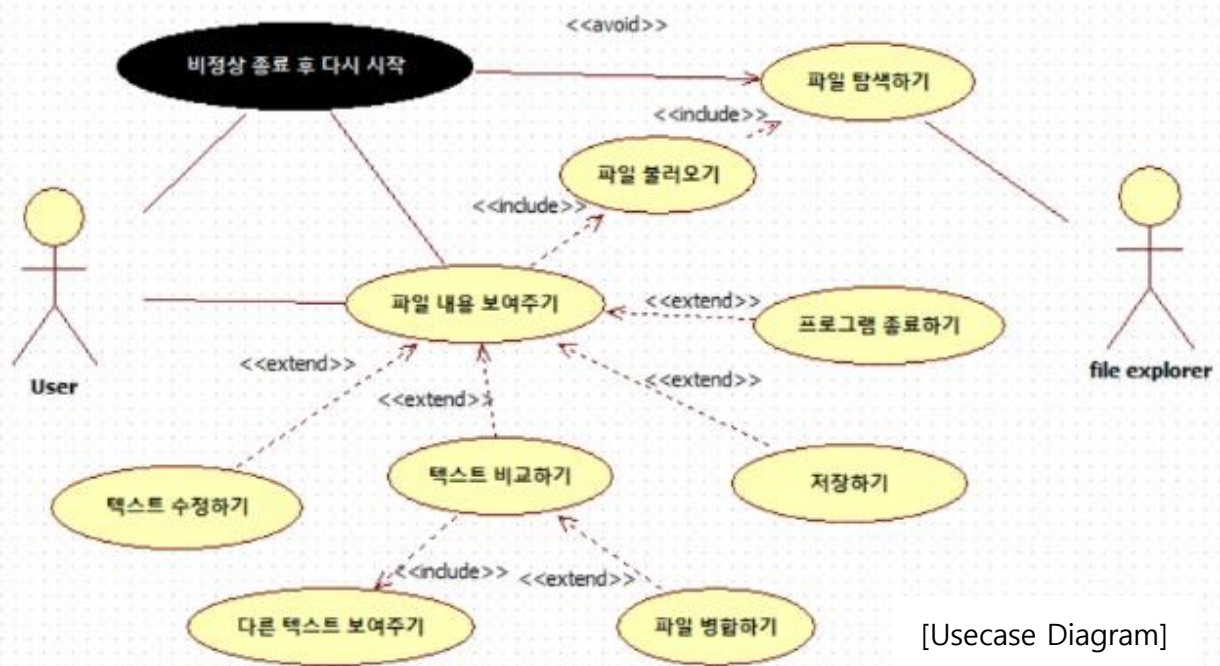 <<avoid>>
비정상 종료 후 다시 시작
파일 탐색하기
<<include>>
파일 불러오기
<<include>>
파일 내용 보여주기
<<extend>>
프로그램 종료하기
<<extend>>
User
<<extend>>
file explorer
<<extend>>
텍스트 비교하기
저장하기
텍스트 수정하기
<<include>>
<<extend>>
다른 텍스트 보여주기
파일 병합하기
[Usecase Diagram]